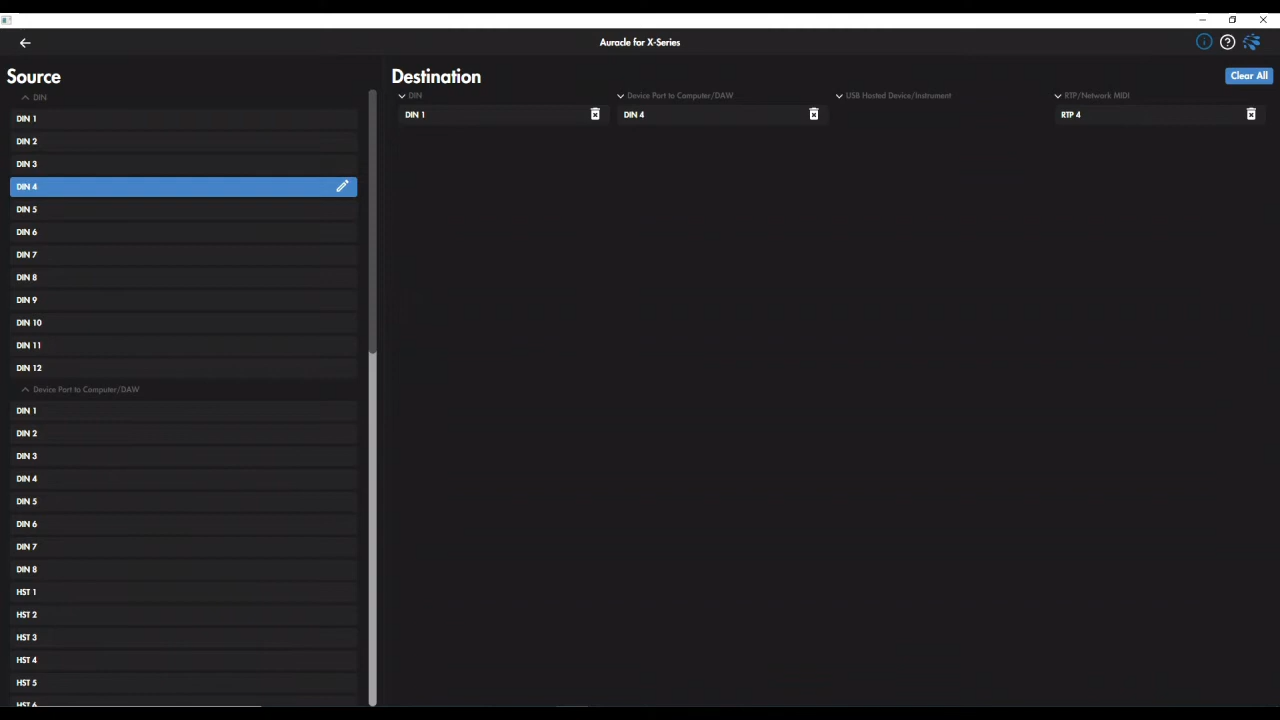 Auracle for X-Series
Source
DIN
DIN 1
DIN 2
DIN 3
DIN 4
DIN 5
DIN 6
DIN 7
DIN 8
DIN 9
DIN 10
DIN 11
DIN 12
Device Port to Computer/DAW
DIN 1
DIN 2
DIN 3
DIN 4
DIN 5
DIN 6
DIN 7
DIN 8
HST 1
HST 2
HST 3
HST 4
HST 5
HST 6
Destination
Clear All
DIN
DIN 1
Device Port to Computer/DAW
DIN 4
USB Hosted Device/Instrument
RTP/Network MIDI
RTP 4